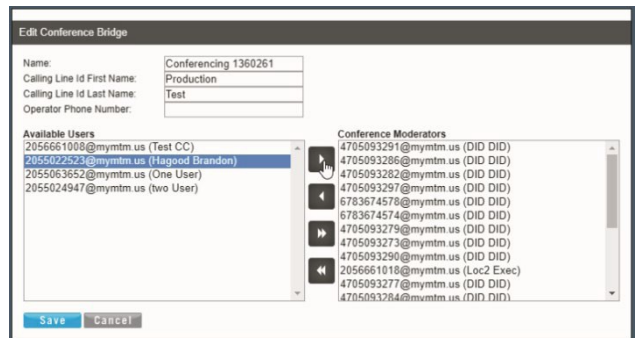 Edit Conference Bridge
Name: Conferencing 1360261
Calling Line Id First Name: Production
Calling Line Id Last Name: Test
Operator Phone Number:
Available Users
2056661008@mymtm.us (Test CC)
2055022523@mymtm.us (Hagood Brandon)
2055063652@mymtm.us (One User)
2055024947@mymtm.us (two User)
Conference Moderators
4705093291@mymtm.us (DID DID)
4705093286@mymtm.us (DID DID)
4705093282@mymtm.us (DID DID)
4705093297@mymtm.us (DID DID)
6783674578@mymtm.us (DID DID)
6783674574@mymtm.us (DID DID)
4705093279@mymtm.us (DID DID)
4705093273@mymtm.us (DID DID)
4705093290@mymtm.us (DID DID)
2056661018@mymtm.us (Loc2 Exec)
4705093277@mymtm.us (DID DID)
4705093284@mymtm.us (DID DID)
Save Cancel